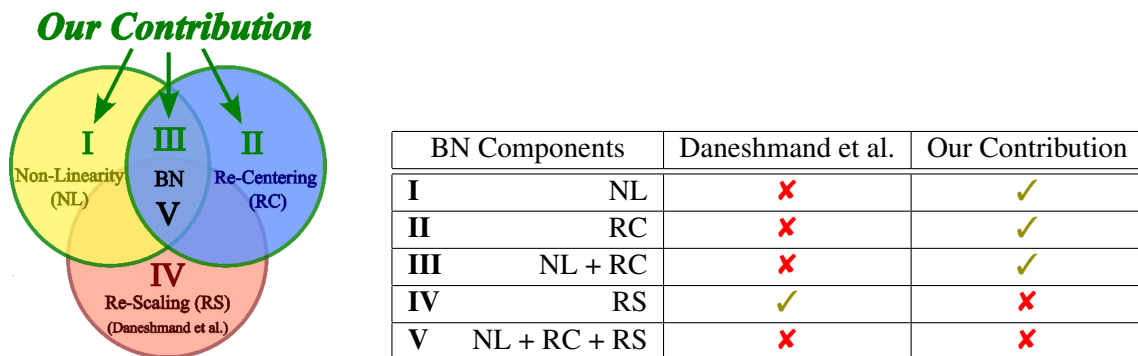 Our Contribution
I III II
Non-Linearity BN Re-Centering
(NL) (RC)
V
IV
Re-Scaling (RS)
(Daneshmand et al.)
BN Components Daneshmand et al. Our Contribution
I NL ✘ ✓
II RC ✘ ✓
III NL + RC ✘ ✓
IV RS ✓ ✘
V NL + RC + RS ✘ ✘